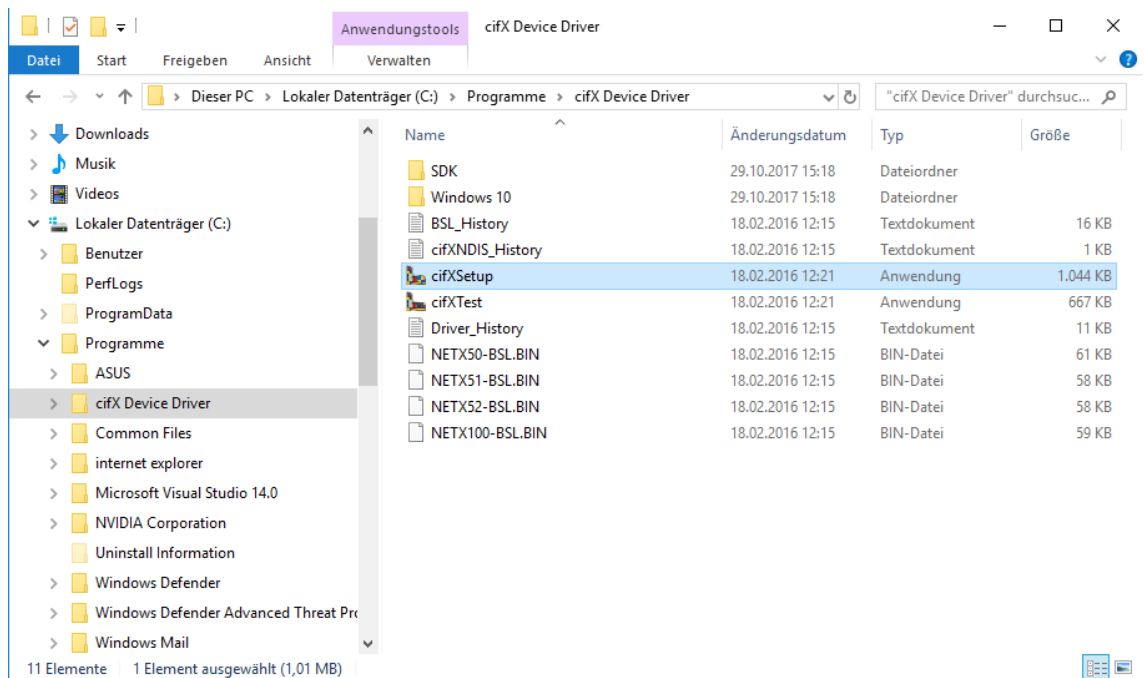 Anwendungstools cifX Device Driver
Datei Start Freigeben Ansicht Verwalten
Dieser PC > Lokaler Datenträger (C:) > Programme > cifX Device Driver "cifX Device Driver" durchsuc...
Downloads
Musik
Videos
Lokaler Datenträger (C:)
Benutzer
PerfLogs
ProgramData
Programme
ASUS
cifX Device Driver
Common Files
internet explorer
Microsoft Visual Studio 14.0
NVIDIA Corporation
Uninstall Information
Windows Defender
Windows Defender Advanced Threat Pro
Windows Mail
Name Änderungsdatum Typ Größe
SDK 29.10.2017 15:18 Dateiordner
Windows 10 29.10.2017 15:18 Dateiordner
BSL_History 18.02.2016 12:15 Textdokument 16 KB
cifXNDIS_History 18.02.2016 12:15 Textdokument 1 KB
cifXSetup 18.02.2016 12:21 Anwendung 1.044 KB
cifXTest 18.02.2016 12:21 Anwendung 667 KB
Driver_History 18.02.2016 12:15 Textdokument 11 KB
NETX50-BSL.BIN 18.02.2016 12:15 BIN-Datei 61 KB
NETX51-BSL.BIN 18.02.2016 12:15 BIN-Datei 58 KB
NETX52-BSL.BIN 18.02.2016 12:15 BIN-Datei 58 KB
NETX100-BSL.BIN 18.02.2016 12:15 BIN-Datei 59 KB
11 Elemente 1 Element ausgewählt (1,01 MB)